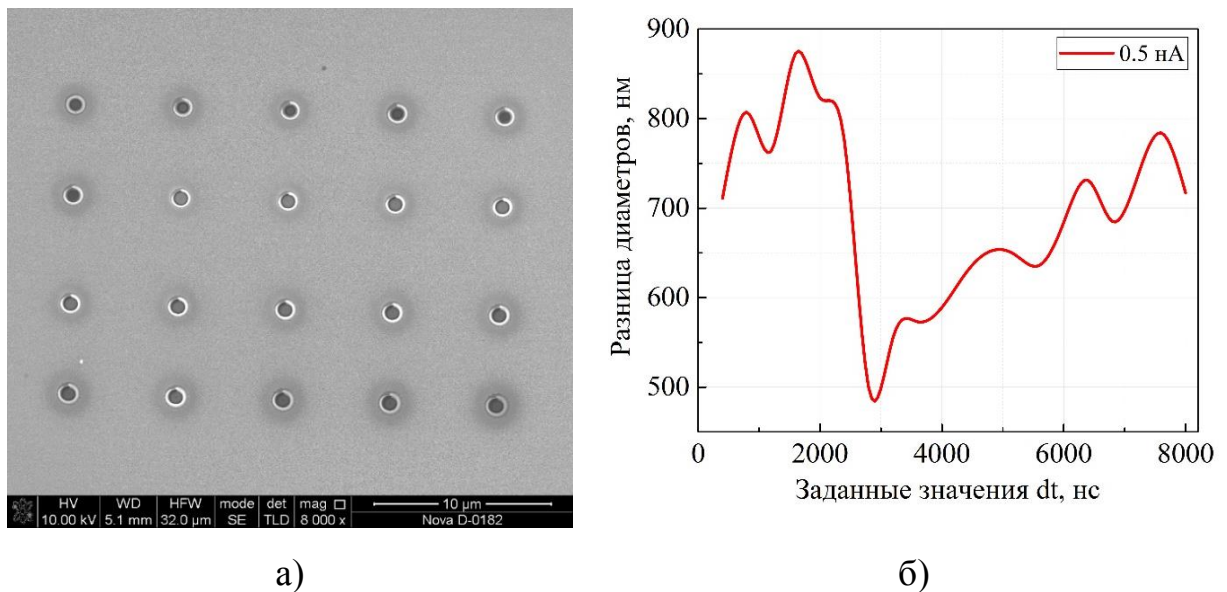 HV WD HFW mode det mag □ 10 µm
10.00 kV 5.1 mm 32.0 µm SE TLD 8 000 x Nova D-0182
а)
900
800
700
600
500
Разница диаметров, нм
0.5 нА
0 2000 4000 6000 8000
Заданные значения dt, нс
б)